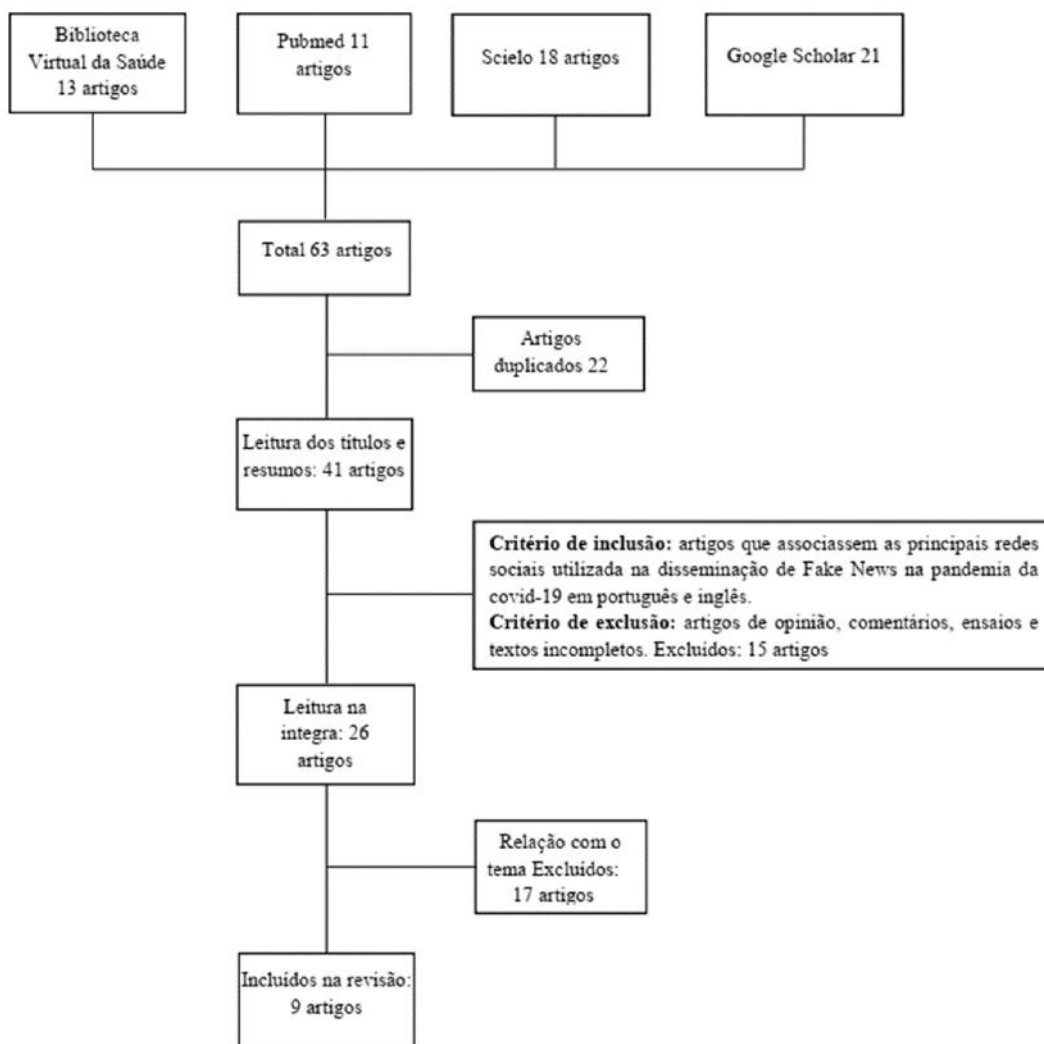 Biblioteca
Virtual da Saúde
13 artigos
Pubmed 11
artigos
Scielo 18 artigos
Google Scholar 21
Total 63 artigos
Artigos
duplicados 22
Leitura dos títulos e
resumos: 41 artigos
Critério de inclusão: artigos que associassem as principais redes
sociais utilizada na disseminação de Fake News na pandemia da
covid-19 em português e inglês.
Critério de exclusão: artigos de opinião, comentários, ensaios e
textos incompletos. Excluídos: 15 artigos
Leitura na
integra: 26
artigos
Relação com o
tema Excluídos:
17 artigos
Incluídos na revisão:
9 artigos